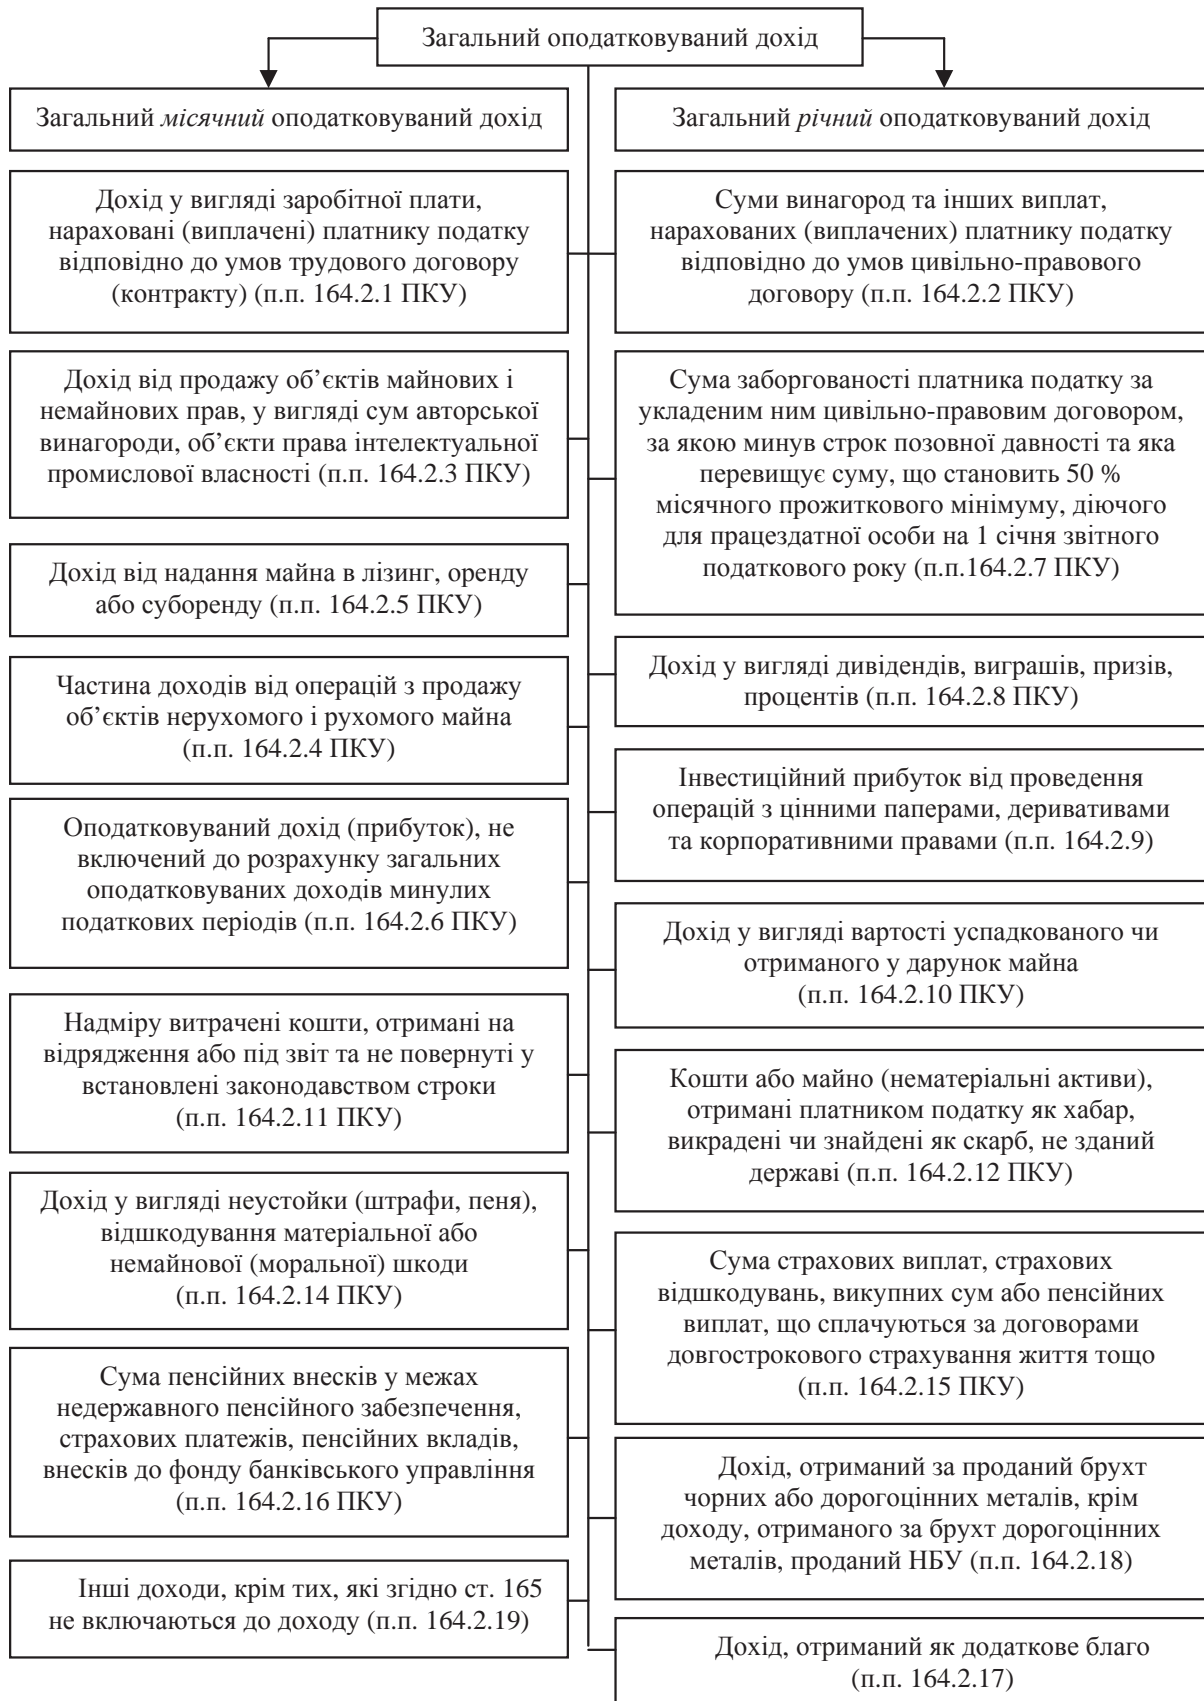 Загальний оподатковуваний дохід
Загальний місячний оподатковуваний дохід
Загальний річний оподатковуваний дохід
Дохід у вигляді заробітної плати,
нараховані (виплачені) платнику податку
відповідно до умов трудового договору
(контракту) (п.п. 164.2.1 ПКУ)
Суми винагород та інших виплат,
нарахованих (виплачених) платнику податку
відповідно до умов цивільно-правового
договору (п.п. 164.2.2 ПКУ)
Дохід від продажу об’єктів майнових і
немайнових прав, у вигляді сум авторської
винагороди, об’єкти права інтелектуальної
промислової власності (п.п. 164.2.3 ПКУ)
Сума заборгованості платника податку за
укладеним ним цивільно-правовим договором,
за якою минув строк позовної давності та яка
перевищує суму, що становить 50 %
місячного прожиткового мінімуму, діючого
для працездатної особи на 1 січня звітного
податкового року (п.п.164.2.7 ПКУ)
Дохід від надання майна в лізинг, оренду
або суборенду (п.п. 164.2.5 ПКУ)
Дохід у вигляді дивідендів, виграшів, призів,
процентів (п.п. 164.2.8 ПКУ)
Частина доходів від операцій з продажу
об’єктів нерухомого і рухомого майна
(п.п. 164.2.4 ПКУ)
Інвестиційний прибуток від проведення
операцій з цінними паперами, деривативами
та корпоративними правами (п.п. 164.2.9)
Оподатковуваний дохід (прибуток), не
включений до розрахунку загальних
оподатковуваних доходів минулих
податкових періодів (п.п. 164.2.6 ПКУ)
Дохід у вигляді вартості успадкованого чи
отриманого у дарунок майна
(п.п. 164.2.10 ПКУ)
Надміру витрачені кошти, отримані на
відрядження або під звіт та не повернуті у
встановлені законодавством строки
(п.п. 164.2.11 ПКУ)
Кошти або майно (нематеріальні активи),
отримані платником податку як хабар,
викрадені чи знайдені як скарб, не зданий
державі (п.п. 164.2.12 ПКУ)
Дохід у вигляді неустойки (штрафи, пеня),
відшкодування матеріальної або
немайнової (моральної) шкоди
(п.п. 164.2.14 ПКУ)
Сума страхових виплат, страхових
відшкодувань, викупних сум або пенсійних
виплат, що сплачуються за договорами
довгострокового страхування життя тощо
(п.п. 164.2.15 ПКУ)
Сума пенсійних внесків у межах
недержавного пенсійного забезпечення,
страхових платежів, пенсійних вкладів,
внесків до фонду банківського управління
(п.п. 164.2.16 ПКУ)
Дохід, отриманий за проданий брухт
чорних або дорогоцінних металів, крім
доходу, отриманого за брухт дорогоцінних
металів, проданий НБУ (п.п. 164.2.18)
Інші доходи, крім тих, які згідно ст. 165
не включаються до доходу (п.п. 164.2.19)
Дохід, отриманий як додаткове благо
(п.п. 164.2.17)